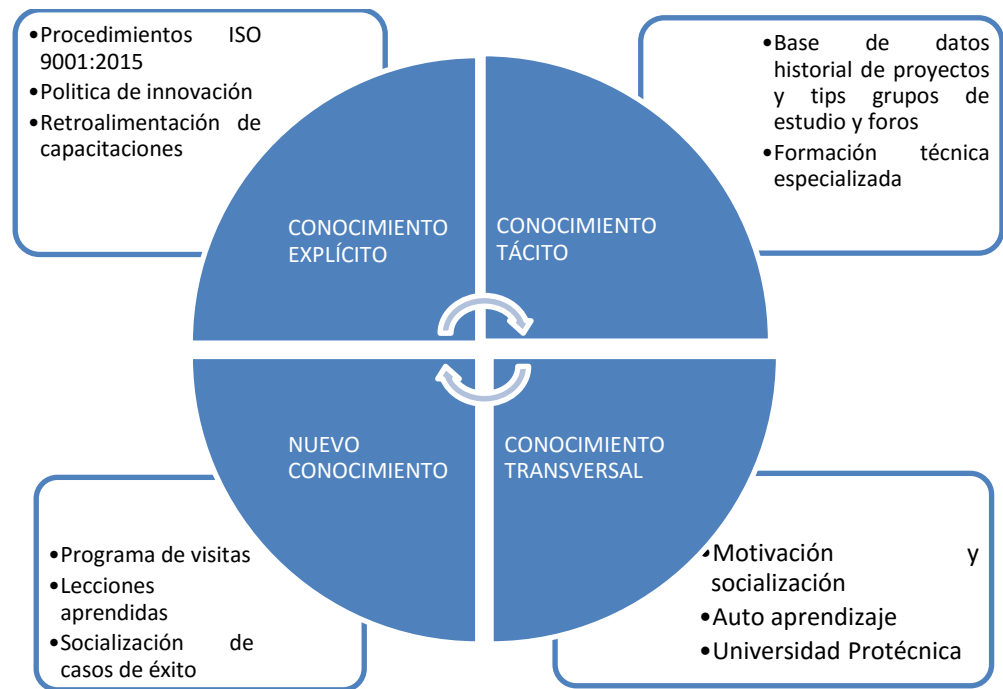 •Procedimientos ISO
9001:2015
•Politica de innovación
•Retroalimentación de
capacitaciones
•Base de datos
historial de proyectos
y tips grupos de
estudio y foros
•Formación técnica
especializada
CONOCIMIENTO
EXPLÍCITO
CONOCIMIENTO
TÁCITO
NUEVO
CONOCIMIENTO
CONOCIMIENTO
TRANSVERSAL
•Programa de visitas
•Lecciones
aprendidas
•Socialización de
casos de éxito
•Motivación y
socialización
•Auto aprendizaje
•Universidad Protécnica